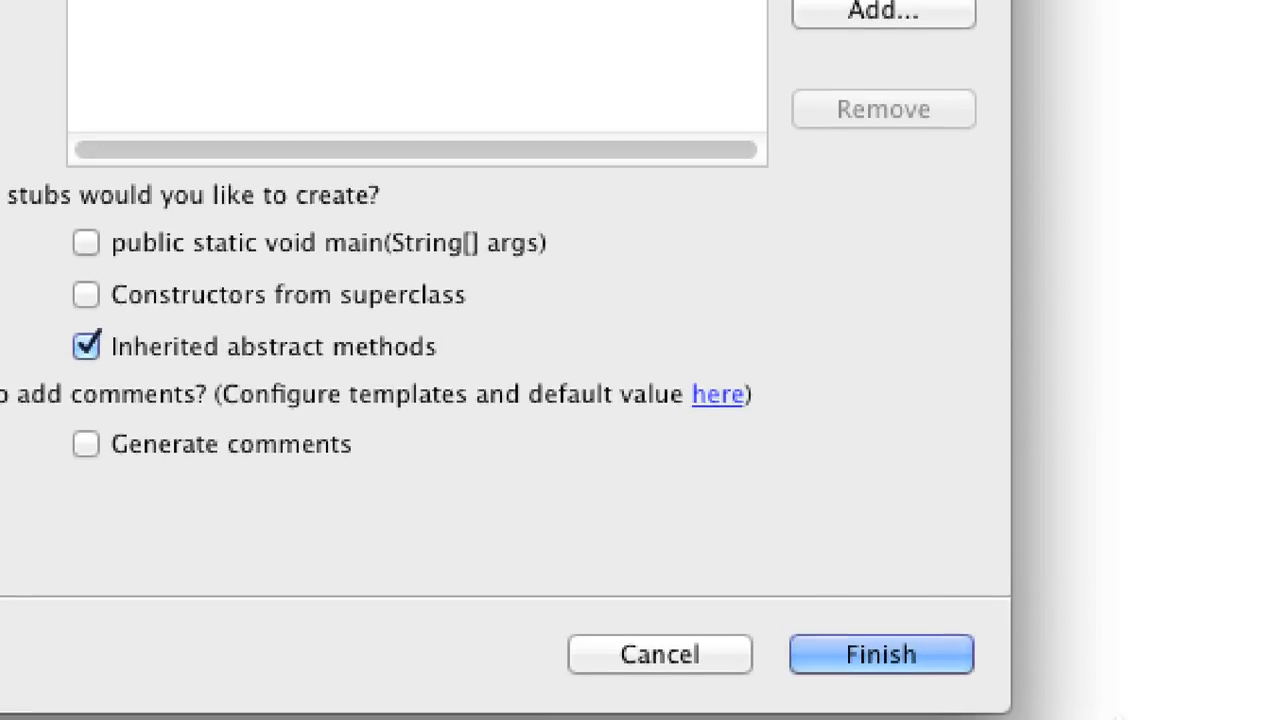 Add...
Remove
stubs would you like to create?
public static void main(String[] args)
Constructors from superclass
Inherited abstract methods
add comments? (Configure templates and default value here)
Generate comments
Cancel
Finish